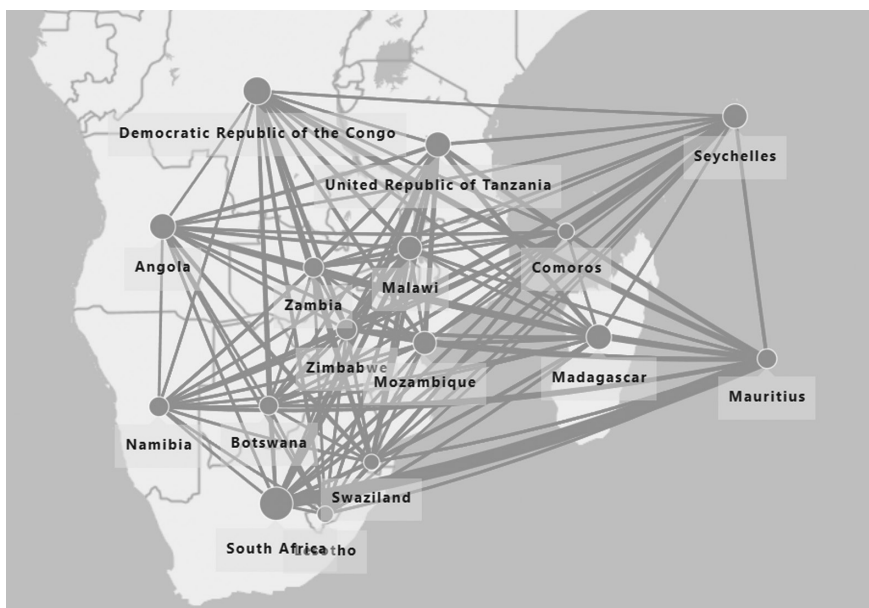 Democratic Republic of the Congo
Seychelles
United Republic of Tanzania
Angola
Comoros
Malawi
Zambia
Zimbabwe
Mozambique
Madagascar
Mauritius
Namibia
Botswana
Swaziland
South Africa
Lesotho